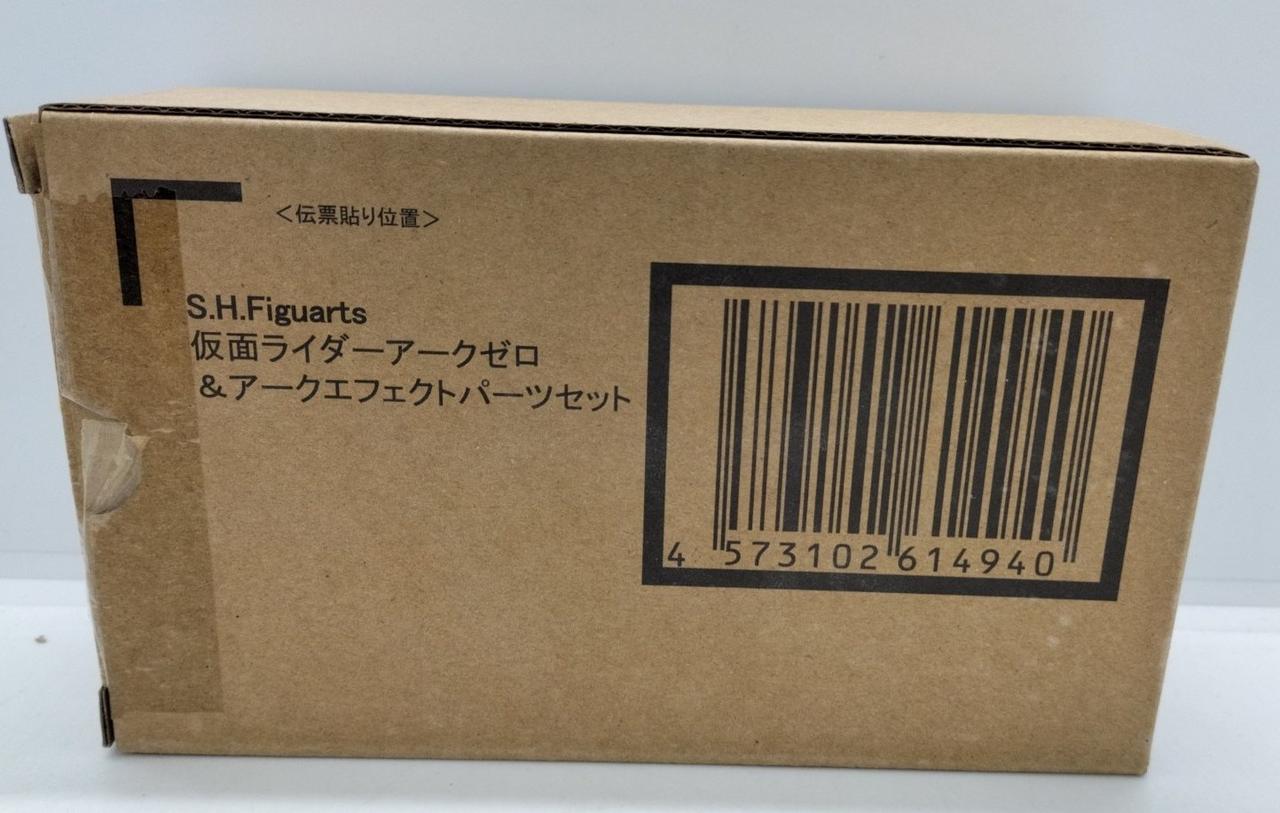 ＜伝票貼り位置＞
S.H.Figuarts
仮面ライダーアークゼロ
＆アークエフェクトパーツセット
4 573102 614940